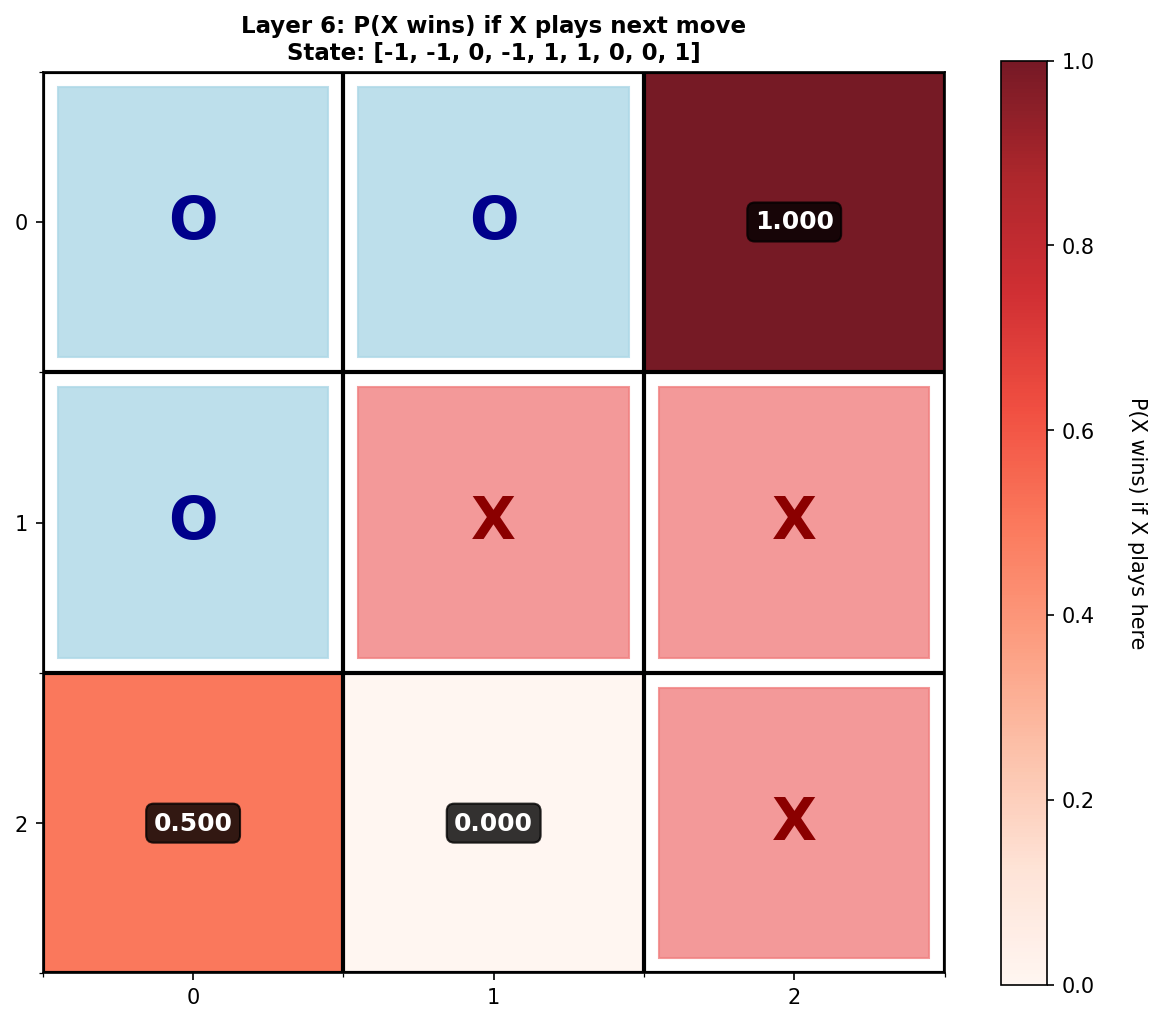 Layer 6: P(X wins) if X plays next move
State: [-1, -1, 0, -1, 1, 1, 0, 0, 1]
0
O
O
1.000
1
O
X
X
2
0.500
0.000
X
0
1
2
1.0
0.8
0.6
0.4
0.2
0.0
P(X wins) if X plays here